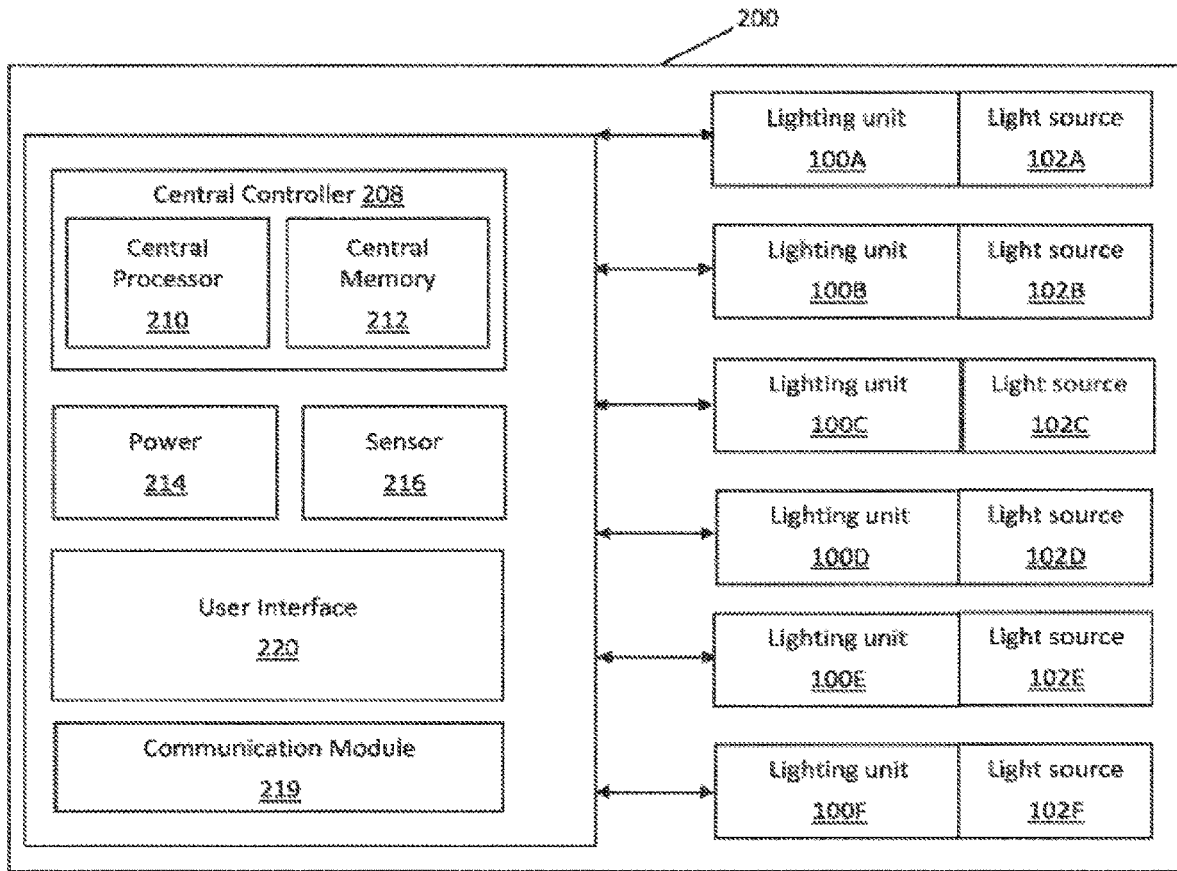 200
Central Controller 208
Central
Processor
210
Central
Memory
212
Power
214
Sensor
216
User Interface
220
Communication Module
219
Lighting unit
100A
Light source
102A
Lighting unit
100B
Light source
102B
Lighting unit
100C
Light source
102C
Lighting unit
100D
Light source
102D
Lighting unit
100E
Light source
102E
Lighting unit
100F
Light source
102F